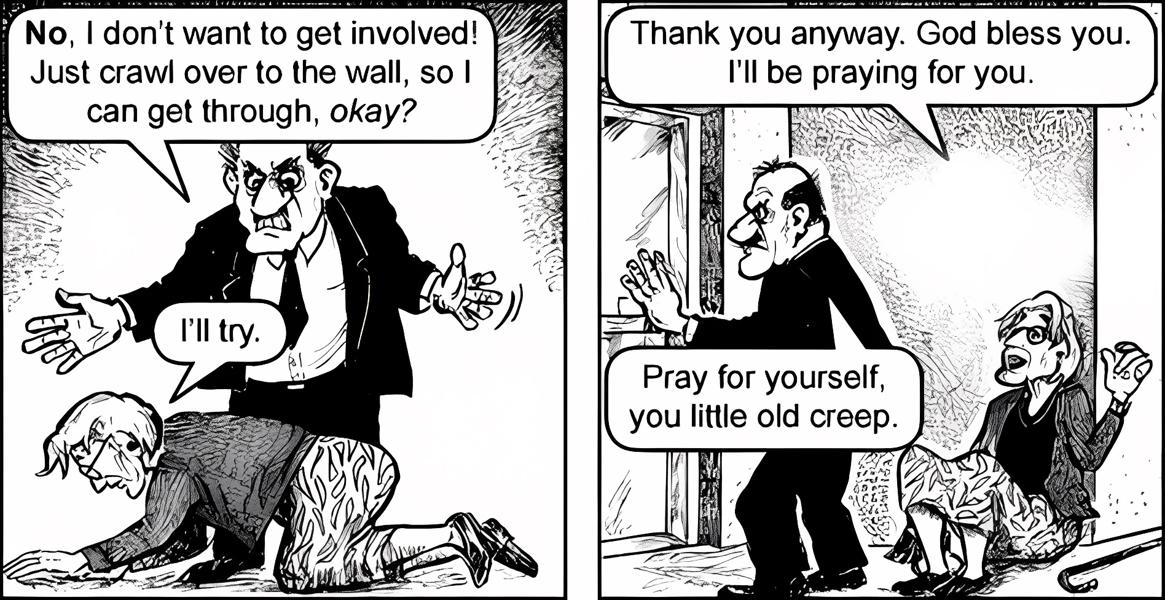 No, I don't want to get involved!
Just crawl over to the wall, so I
can get through, okay?
I'll try.
Thank you anyway. God bless you.
I'll be praying for you.
Pray for yourself,
you little old creep.